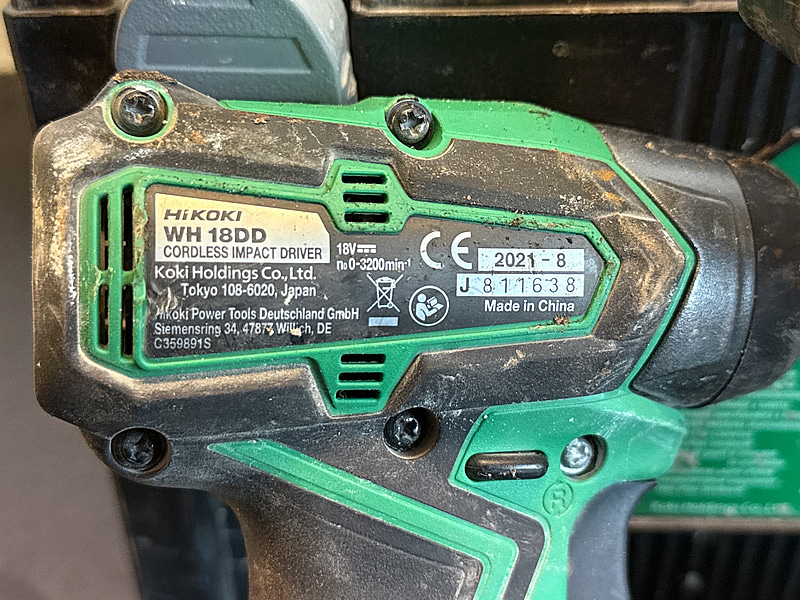 HiKOKI
WH 18DD
CORDLESS IMPACT DRIVER
18V
n₀0-3200min⁻¹
Koki Holdings Co., Ltd.
Tokyo 108-6020, Japan
Hikoki Power Tools Deutschland GmbH
Siemensring 34, 47877 Willich, DE
C359891S
CE
2021 - 8
J 811638
Made in China